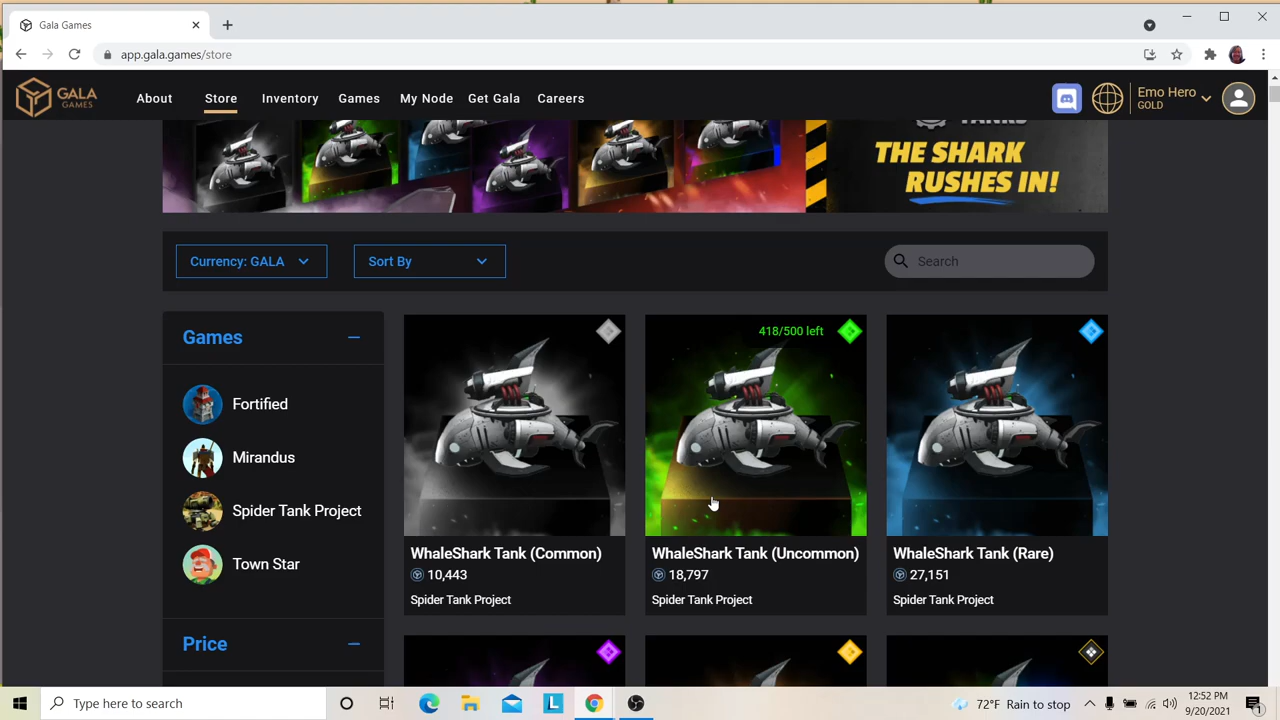 Gala Games
app.gala.games/store
GALA
GAMES
About Store Inventory Games My Node Get Gala Careers
Emo Hero
GOLD
TANKS
THE SHARK
RUSHES IN!
Currency: GALA
Sort By
Search
Games
Fortified
Mirandus
Spider Tank Project
Town Star
Price
WhaleShark Tank (Common)
10,443
Spider Tank Project
418/500 left
WhaleShark Tank (Uncommon)
18,797
Spider Tank Project
WhaleShark Tank (Rare)
27,151
Spider Tank Project
Type here to search
L
72°F Rain to stop
12:52 PM
9/20/2021
1